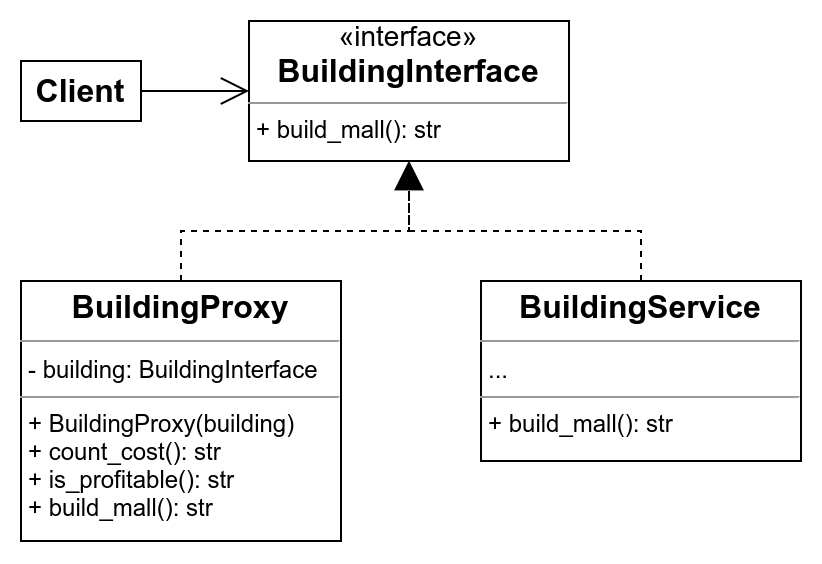 «interface»
BuildingInterface
Client
+ build_mall(): str
BuildingProxy
- building: BuildingInterface
+ BuildingProxy(building)
+ count_cost(): str
+ is_profitable(): str
+ build_mall(): str
BuildingService
...
+ build_mall(): str